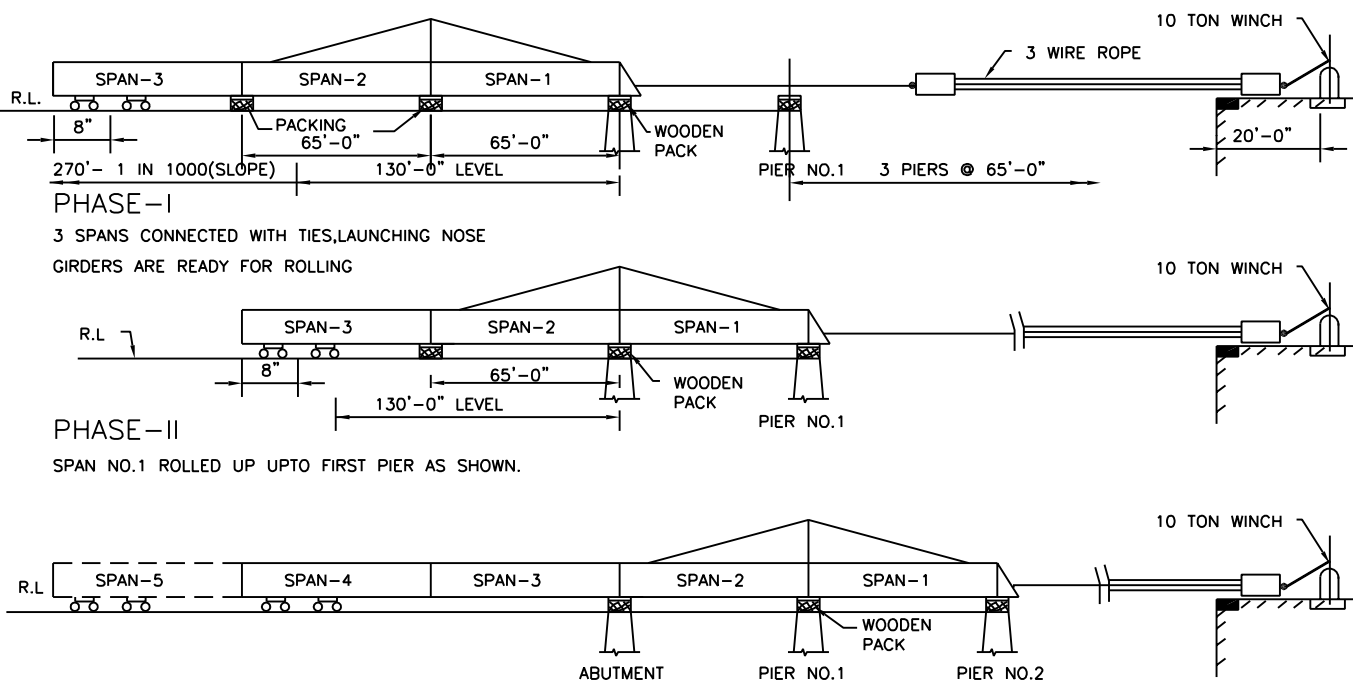 10 TON WINCH
3 WIRE ROPE
SPAN-3 SPAN-2 SPAN-1
R.L.
PACKING
WOODEN
PACK
8"
65'-0" 65'-0"
20'-0"
270'- 1 IN 1000(SLOPE) 130'-0" LEVEL PIER NO.1 3 PIERS @ 65'-0"
PHASE-I
3 SPANS CONNECTED WITH TIES,LAUNCHING NOSE
GIRDERS ARE READY FOR ROLLING
10 TON WINCH
SPAN-3 SPAN-2 SPAN-1
R.L
8"
65'-0"
WOODEN
PACK
130'-0" LEVEL
PIER NO.1
PHASE-II
SPAN NO.1 ROLLED UP UPTO FIRST PIER AS SHOWN.
10 TON WINCH
R.L
SPAN-5 SPAN-4 SPAN-3 SPAN-2 SPAN-1
WOODEN
PACK
ABUTMENT PIER NO.1 PIER NO.2